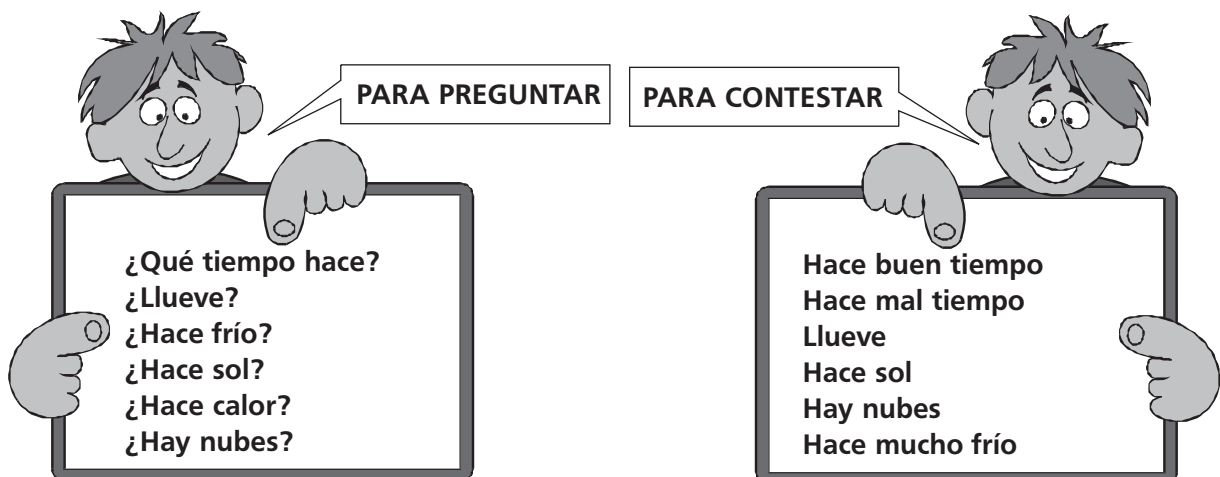 PARA PREGUNTAR
¿Qué tiempo hace?
¿Llueve?
¿Hace frío?
¿Hace sol?
¿Hace calor?
¿Hay nubes?
PARA CONTESTAR
Hace buen tiempo
Hace mal tiempo
Llueve
Hace sol
Hay nubes
Hace mucho frío